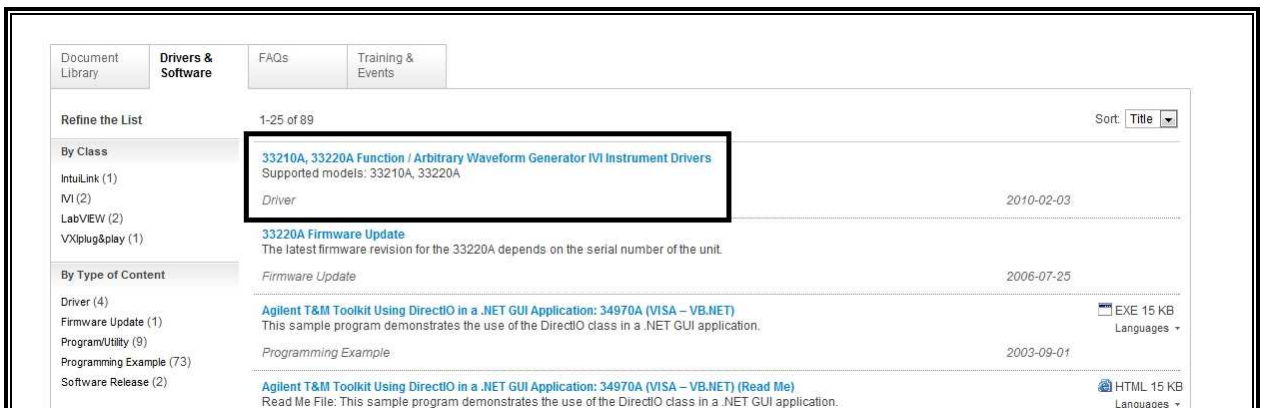 Document Library
Drivers & Software
FAQs
Training & Events
Refine the List
1-25 of 89
Sort: Title
By Class
IntuiLink (1)
IVI (2)
LabVIEW (2)
VXIplug&play (1)
By Type of Content
Driver (4)
Firmware Update (1)
Program/Utility (9)
Programming Example (73)
Software Release (2)
33210A, 33220A Function / Arbitrary Waveform Generator IVI Instrument Drivers
Supported models: 33210A, 33220A
Driver 2010-02-03
33220A Firmware Update
The latest firmware revision for the 33220A depends on the serial number of the unit.
Firmware Update 2006-07-25
Agilent T&M Toolkit Using DirectIO in a .NET GUI Application: 34970A (VISA – VB.NET) EXE 15 KB
This sample program demonstrates the use of the DirectIO class in a .NET GUI application. Languages
Programming Example 2003-09-01
Agilent T&M Toolkit Using DirectIO in a .NET GUI Application: 34970A (VISA – VB.NET) (Read Me) HTML 15 KB
Read Me File: This sample program demonstrates the use of the DirectIO class in a .NET GUI application. Languages